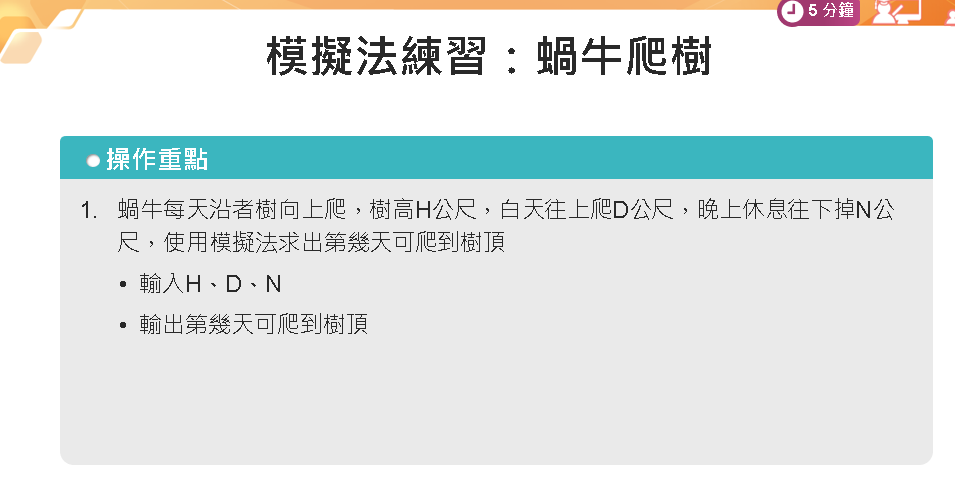 5 分鐘
模擬法練習：蝸牛爬樹
操作重點
1. 蝸牛每天沿者樹向上爬，樹高H公尺，白天往上爬D公尺，晚上休息往下掉N公
尺，使用模擬法求出第幾天可爬到樹頂
• 輸入H、D、N
• 輸出第幾天可爬到樹頂